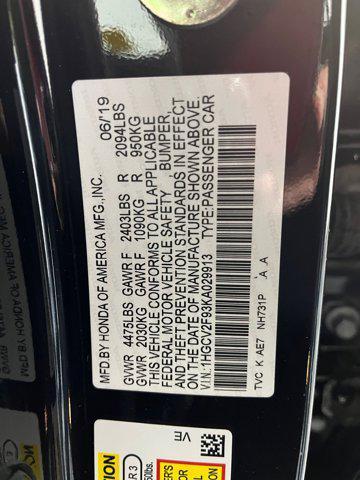 MFD.BY HONDA OF AMERICA MFG.,INC. 06/19
GVWR 4475LBS GAWR F 2403LBS R 2094LBS
GVWR 2030KG GAWR F 1090KG R 950KG
THIS VEHICLE CONFORMS TO ALL APPLICABLE
FEDERAL MOTOR VEHICLE SAFETY BUMPER,
AND THEFT PREVENTION STANDARDS IN EFFECT
ON THE DATE OF MANUFACTURE SHOWN ABOVE.
V.I.N.:1HGCV2F93KA029913 TYPE:PASSENGER CAR
TVC K AE7 NH731P A A
VE
R 3